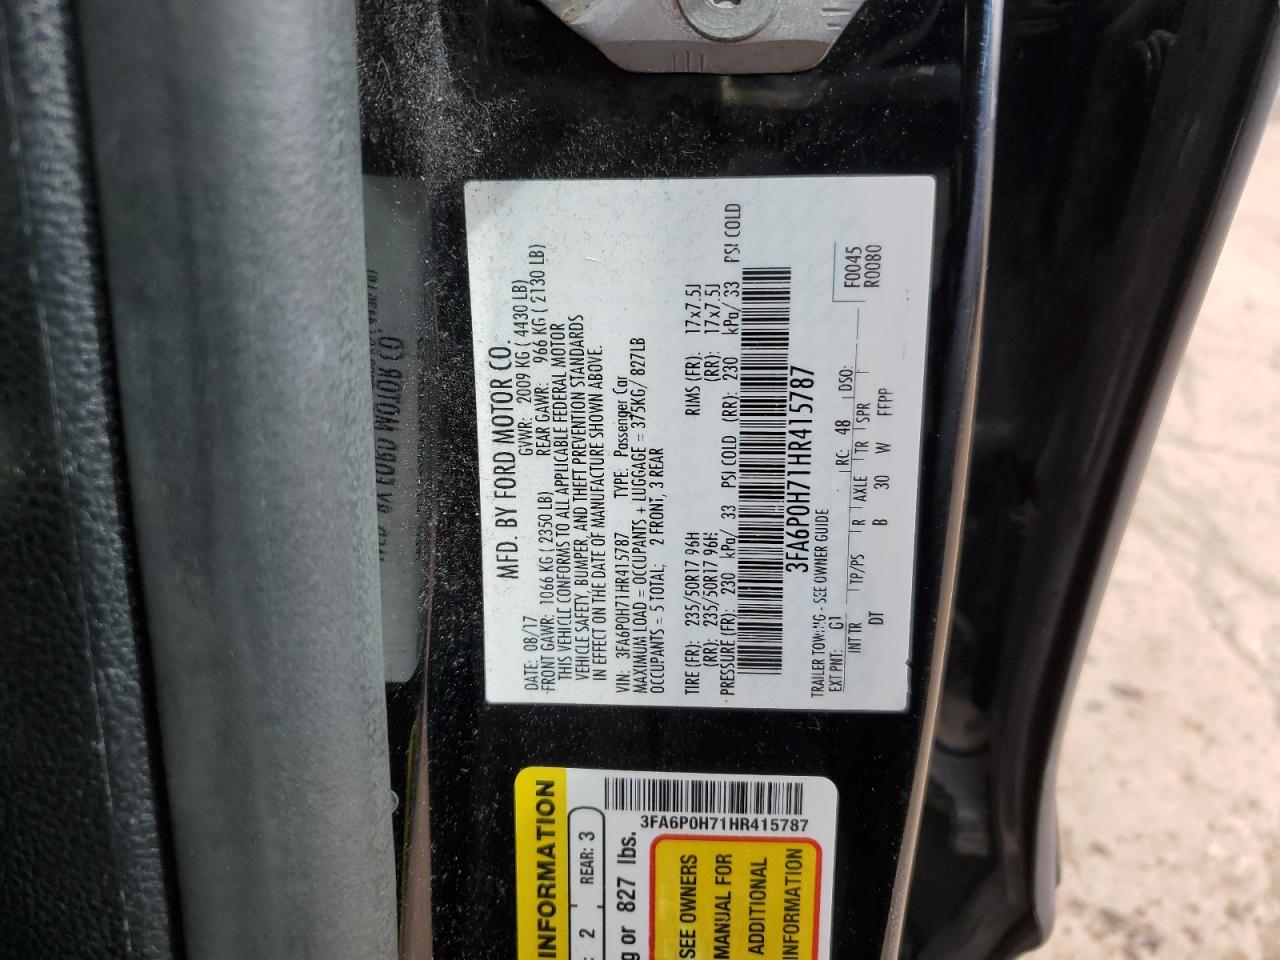 MFD. BY FORD MOTOR CO.
DATE: 08/17 GVWR: 2009 KG ( 4430 LB)
FRONT GAWR: 1066 KG ( 2350 LB) REAR GAWR: 966 KG ( 2130 LB)
THIS VEHICLE CONFORMS TO ALL APPLICABLE FEDERAL MOTOR
VEHICLE SAFETY, BUMPER, AND THEFT PREVENTION STANDARDS
IN EFFECT ON THE DATE OF MANUFACTURE SHOWN ABOVE.
VIN: 3FA6P0H71HR415787 TYPE: Passenger Car
MAXIMUM LOAD = OCCUPANTS + LUGGAGE = 375KG/ 827LB
OCCUPANTS = 5 TOTAL; 2 FRONT, 3 REAR
TIRE (FR): 235/50R17 96H RIMS (FR): 17x7.5J
(RR): 235/50R17 96H (RR): 17x7.5J
PRESSURE (FR): 230 kPa/ 33 PSI COLD (RR): 230 kPa/ 33 PSI COLD
3FA6P0H71HR415787
TRAILER TOWING - SEE OWNER GUIDE
EXT PNT: G1 RC: 48 DSO: F0045
INT TR TP/PS R AXLE TR SPR R0080
DT B 30 W FFPP
3FA6P0H71HR415787
INFORMATION
2 REAR: 3
or 827 lbs.
SEE OWNERS
MANUAL FOR
ADDITIONAL
INFORMATION